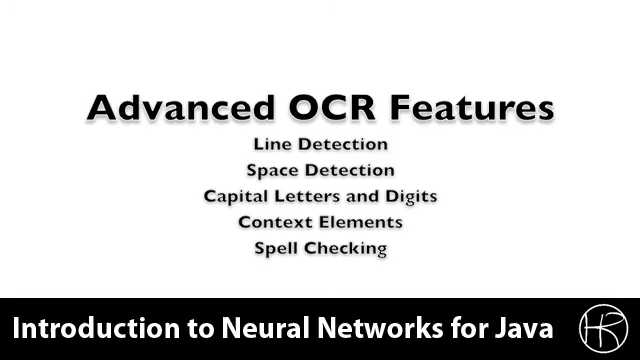 Advanced OCR Features
Line Detection
Space Detection
Capital Letters and Digits
Context Elements
Spell Checking
Introduction to Neural Networks for Java